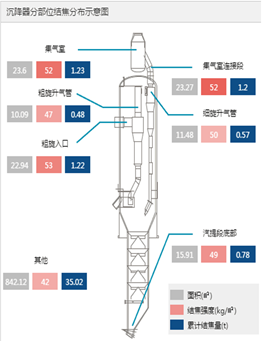 沉降器分部位结焦分布示意图
集气室
23.6 52 1.23
集气室连接段
23.27 52 1.2
粗旋升气管
10.09 47 0.48
细旋升气管
11.48 50 0.57
粗旋入口
22.94 53 1.22
汽提段底部
15.91 49 0.78
其他
842.12 42 35.02
面积(㎡)
结焦强度(kg/㎡)
累计结焦量(t)